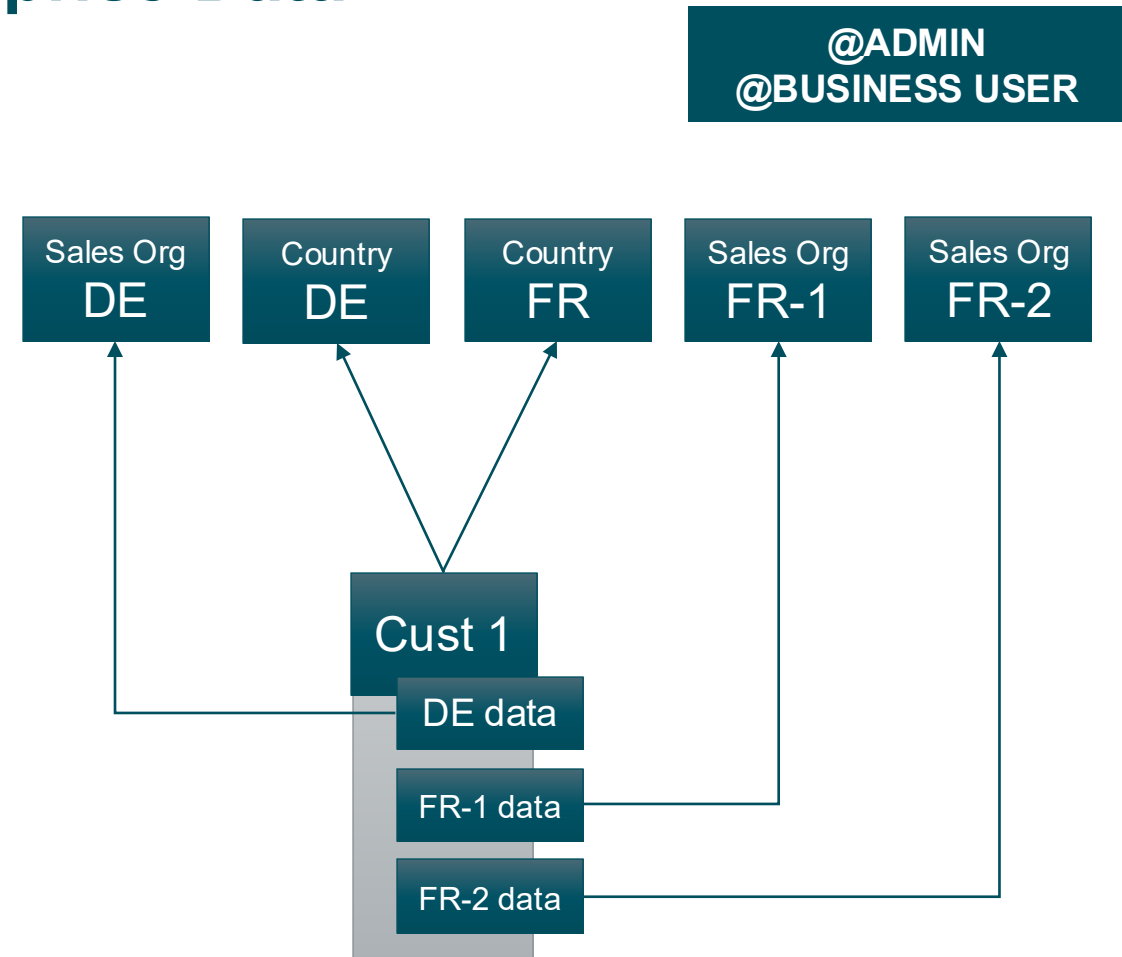 @ADMIN
@BUSINESS USER
Sales Org
DE
Country
DE
Country
FR
Sales Org
FR-1
Sales Org
FR-2
Cust 1
DE data
FR-1 data
FR-2 data